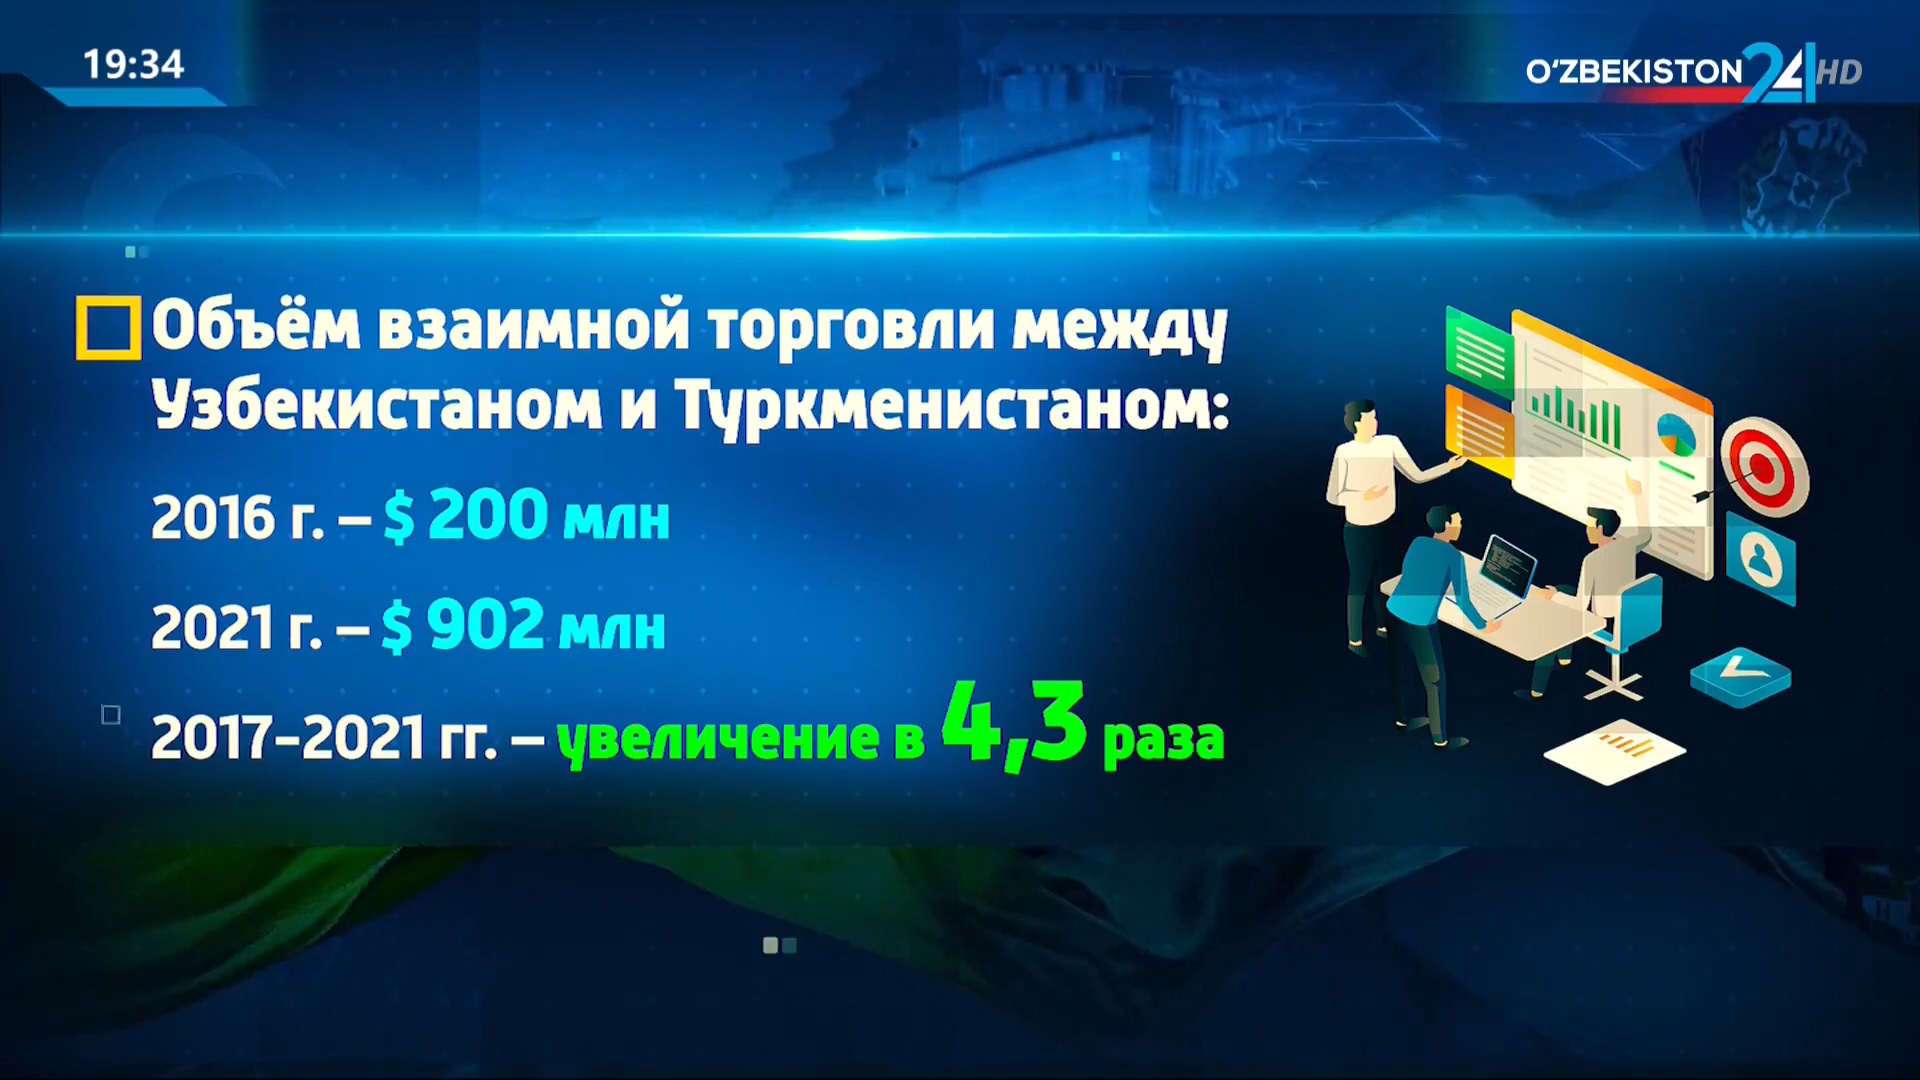 19:34
O‘ZBEKISTON 24 HD
Объём взаимной торговли между
Узбекистаном и Туркменистаном:
2016 г. – $ 200 млн
2021 г. – $ 902 млн
2017-2021 гг. – увеличение в 4,3 раза